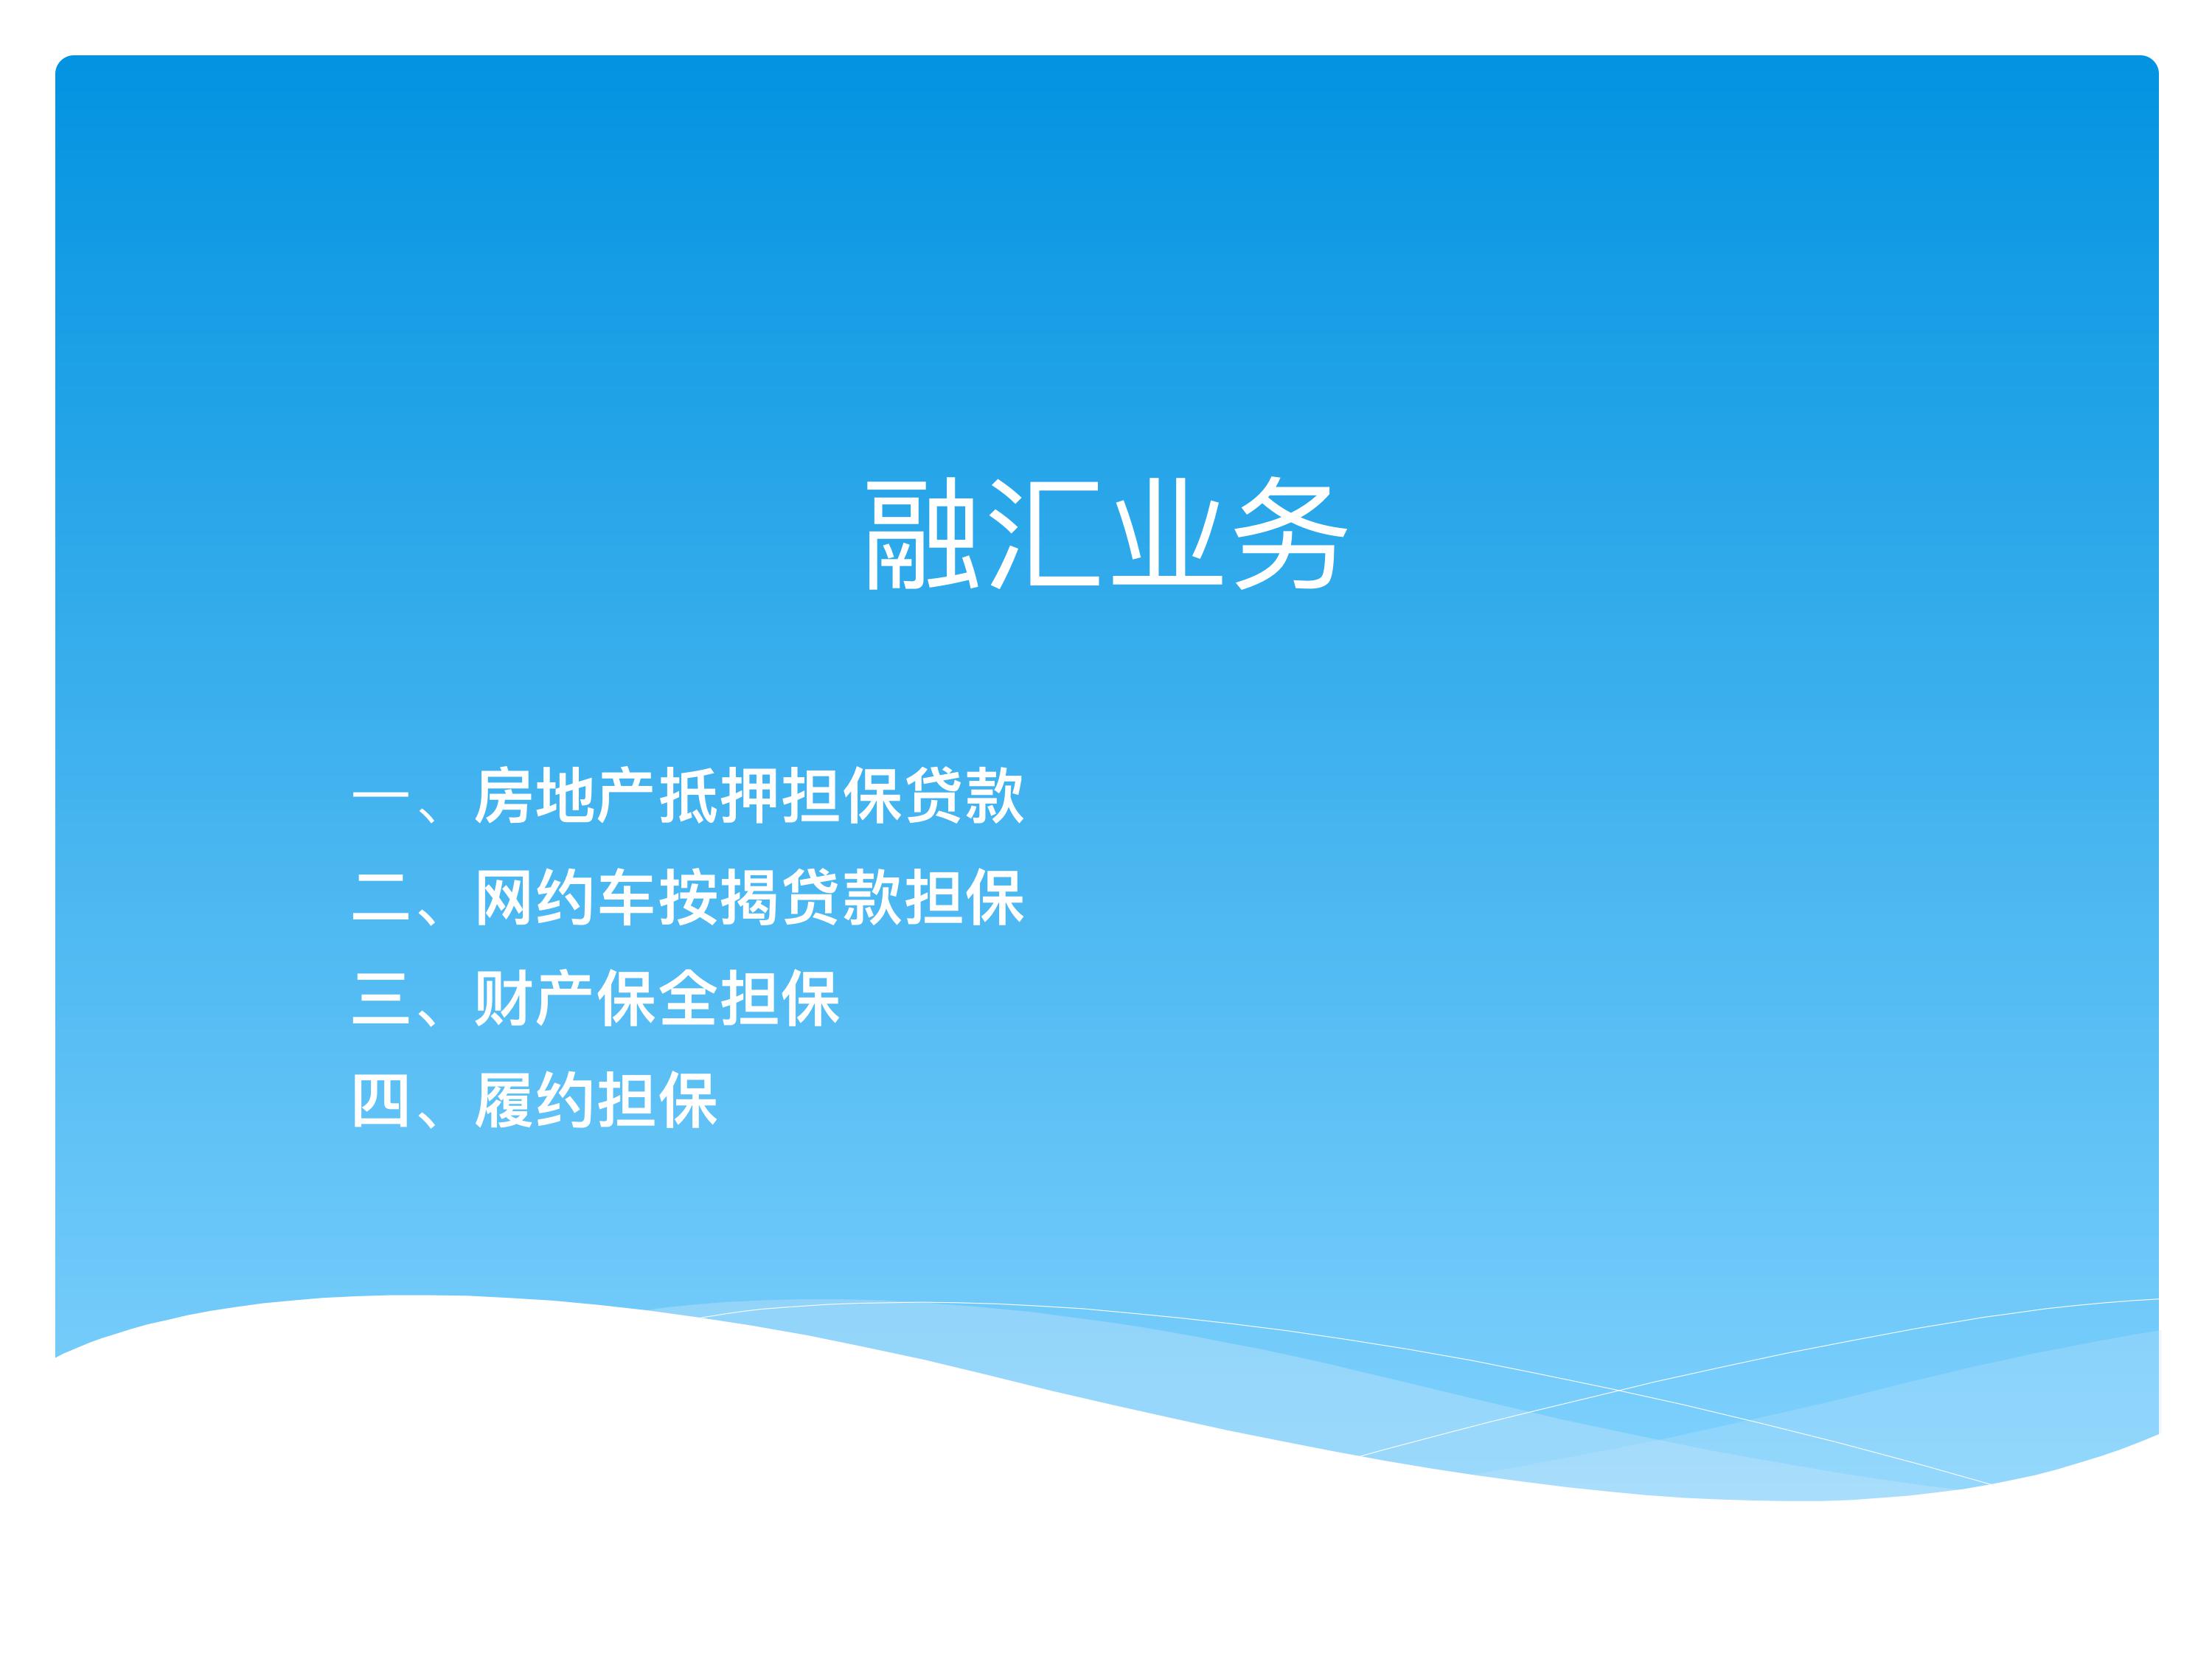 融汇业务
一、房地产抵押担保贷款
二、网约车按揭贷款担保
三、财产保全担保
四、履约担保